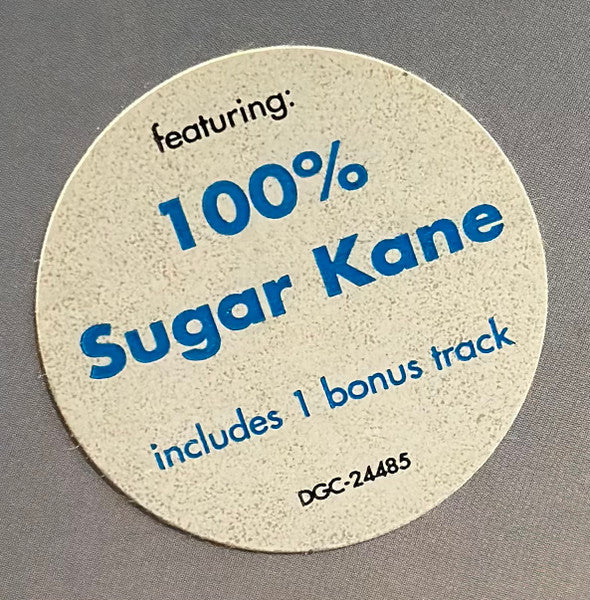 featuring:
100%
Sugar Kane
includes 1 bonus track
DGC-24485